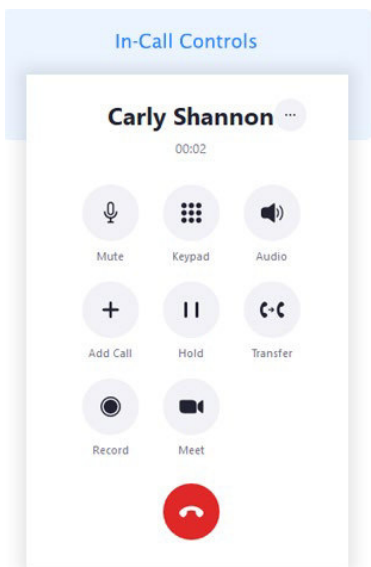 In-Call Controls
Carly Shannon ...
00:02
Mute Keypad Audio
Add Call Hold Transfer
Record Meet